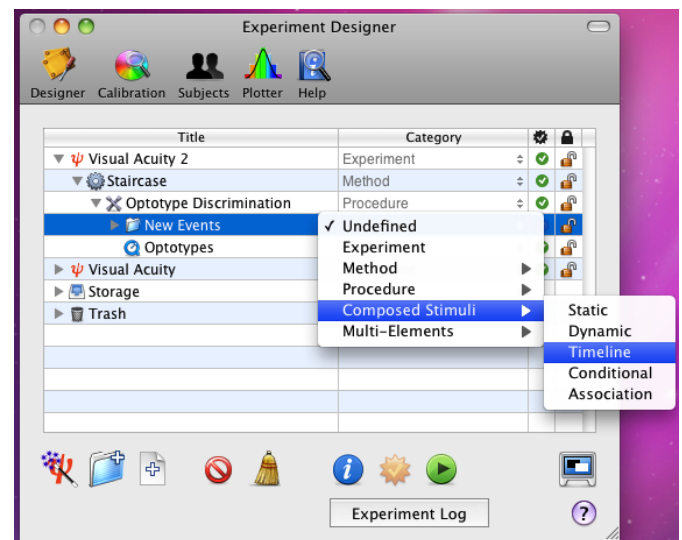 Experiment Designer
Designer Calibration Subjects Plotter Help
Title Category
ψ Visual Acuity 2 Experiment
Staircase Method
Optotype Discrimination Procedure
New Events ✓ Undefined
Optotypes Experiment
Visual Acuity Method
Storage Procedure
Trash Composed Stimuli Static
Multi-Elements Dynamic
Timeline
Conditional
Association
Experiment Log
?